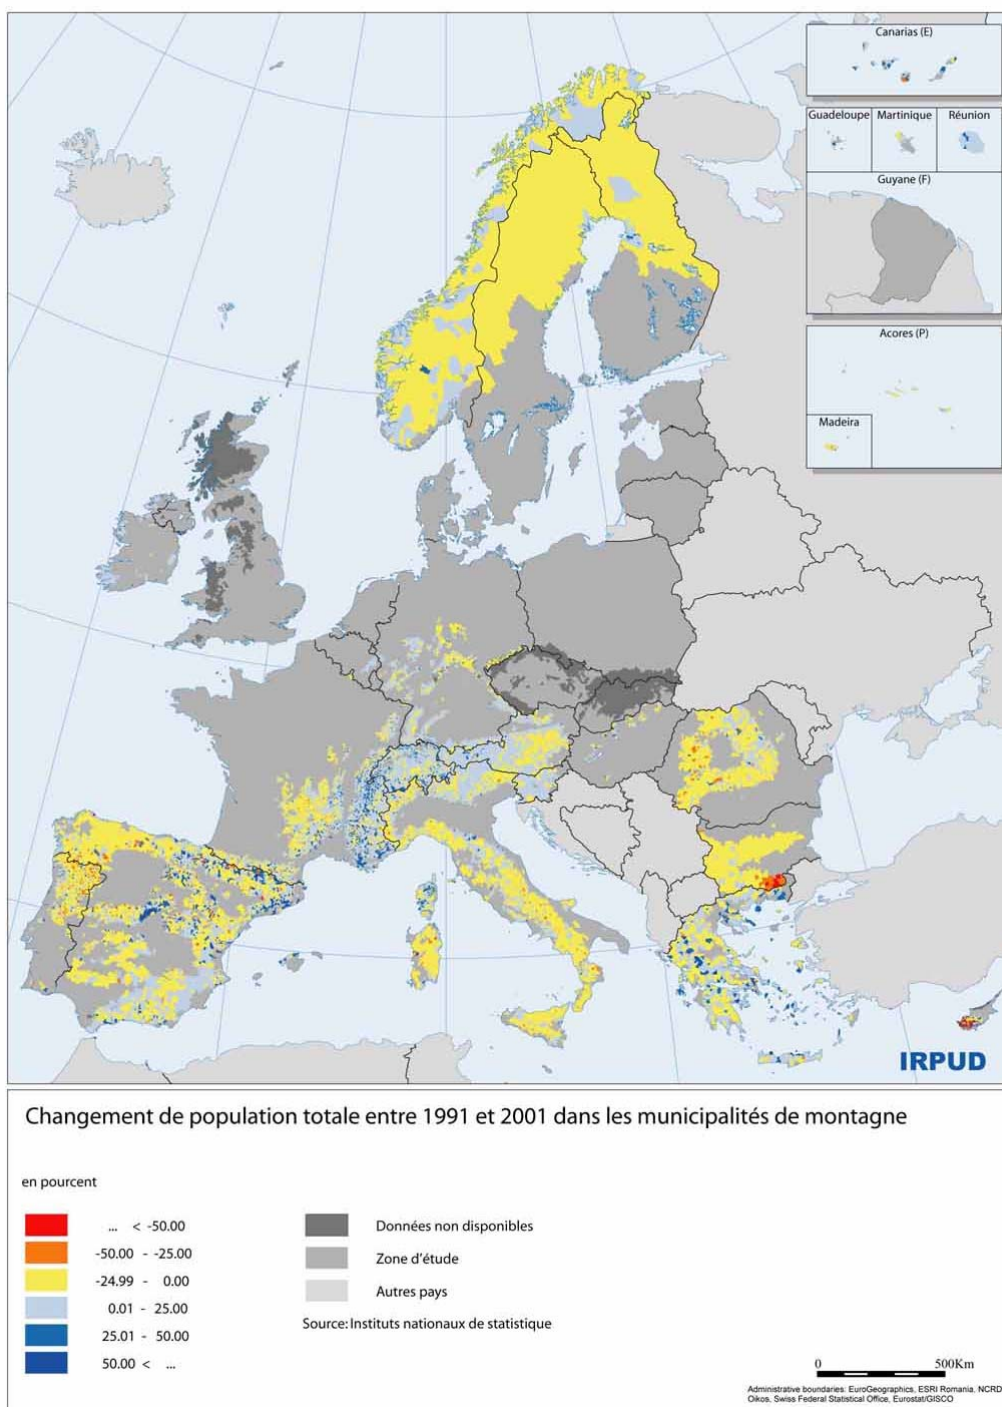 Canarias (E)
Guadeloupe
Martinique
Réunion
Guyane (F)
Acores (P)
Madeira
IRPUD
Changement de population totale entre 1991 et 2001 dans les municipalités de montagne
en pourcent
... < -50.00
-50.00 - -25.00
-24.99 - 0.00
0.01 - 25.00
25.01 - 50.00
50.00 < ...
Données non disponibles
Zone d'étude
Autres pays
Source: Instituts nationaux de statistique
0 500Km
Administrative boundaries: EuroGeographics, ESRI Romania, NCRD
Oikos, Swiss Federal Statistical Office, Eurostat/GISCO